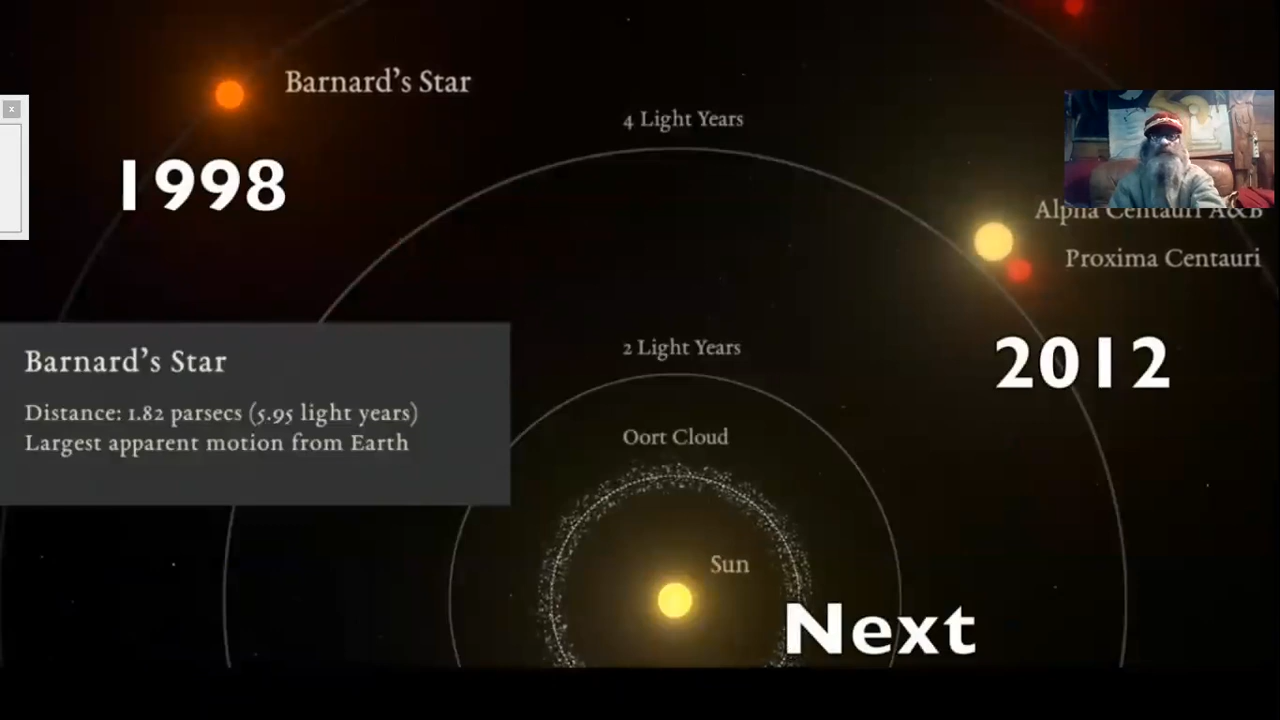 Barnard's Star
4 Light Years
1998
Alpha Centauri A&B
Proxima Centauri
2 Light Years
2012
Barnard's Star
Distance: 1.82 parsecs (5.95 light years)
Largest apparent motion from Earth
Oort Cloud
Sun
Next
x